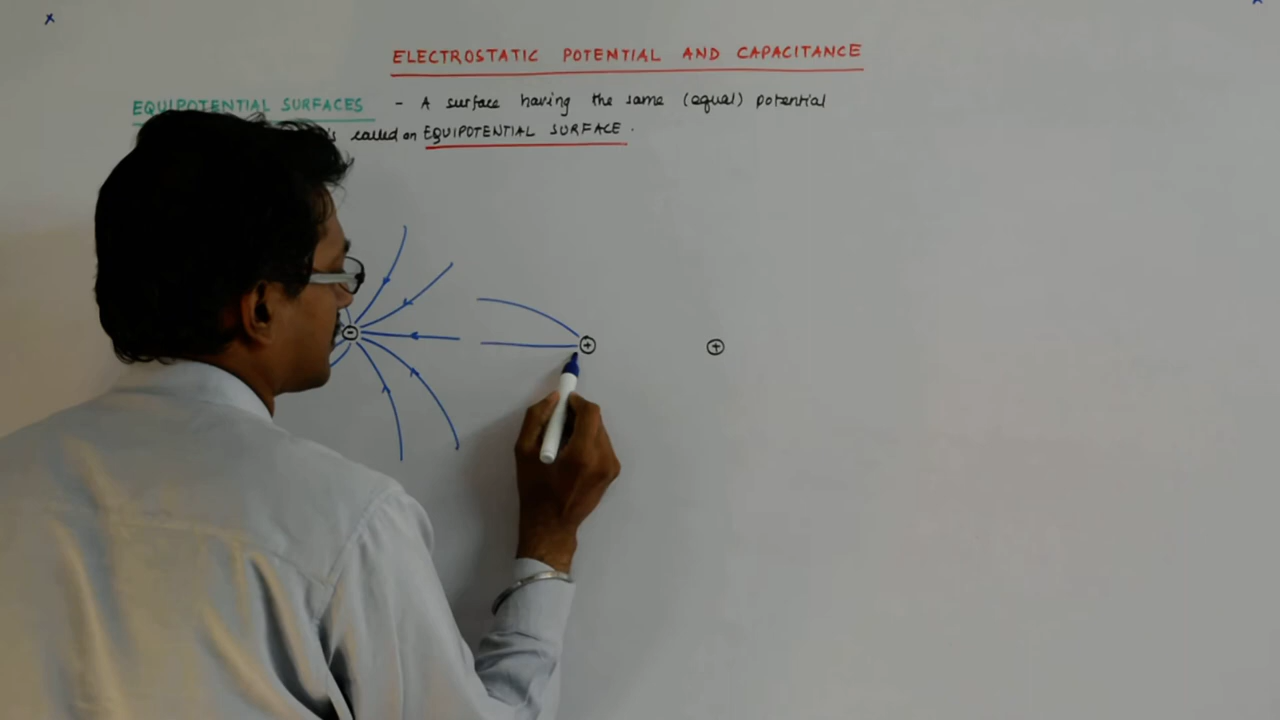 ELECTROSTATIC POTENTIAL AND CAPACITANCE
EQUIPOTENTIAL SURFACES - A surface having the same (equal) potential
is called an EQUIPOTENTIAL SURFACE.
-
+
+